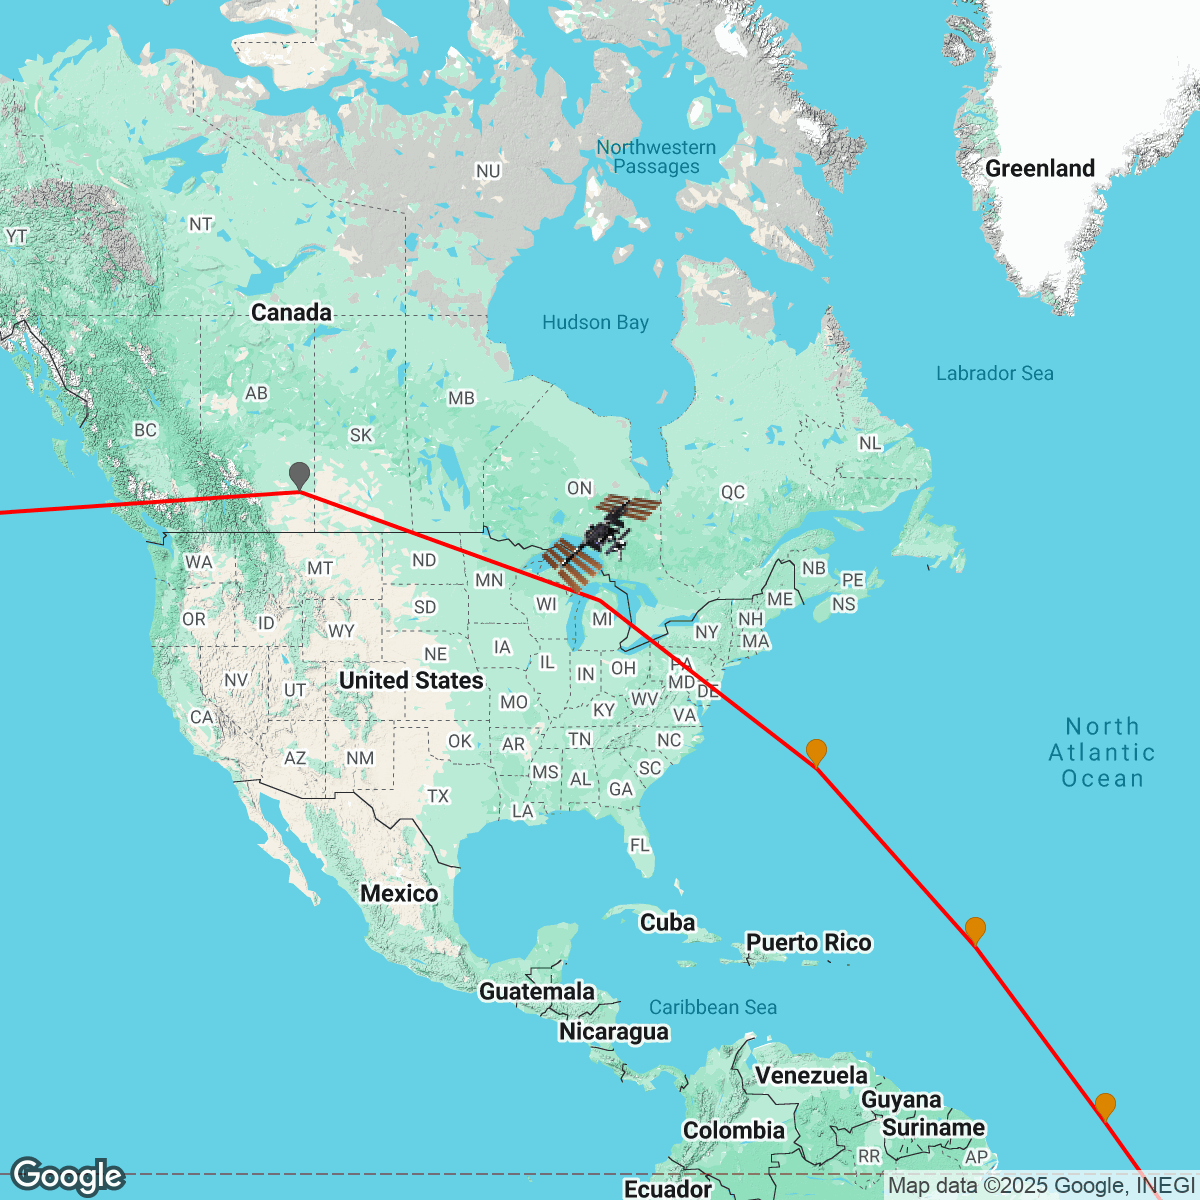 Northwestern
Passages
Greenland
NU
NT
YT
Canada
Hudson Bay
Labrador Sea
AB
MB
BC
SK
NL
ON
QC
WA
ND
MT
MN
NB
PE
ME
NS
OR
ID
SD
WY
WI
MI
NH
NY
MA
IA
NE
IL
OH
PA
IN
MD
DE
United States
NV
UT
WV
MO
KY
VA
CA
North
Atlantic
Ocean
OK
AR
TN
NC
AZ
NM
MS
AL
SC
GA
TX
LA
FL
Mexico
Cuba
Puerto Rico
Guatemala
Caribbean Sea
Nicaragua
Venezuela
Guyana
Suriname
Colombia
RR
AP
Google
Map data ©2025 Google, INEGI
Ecuador